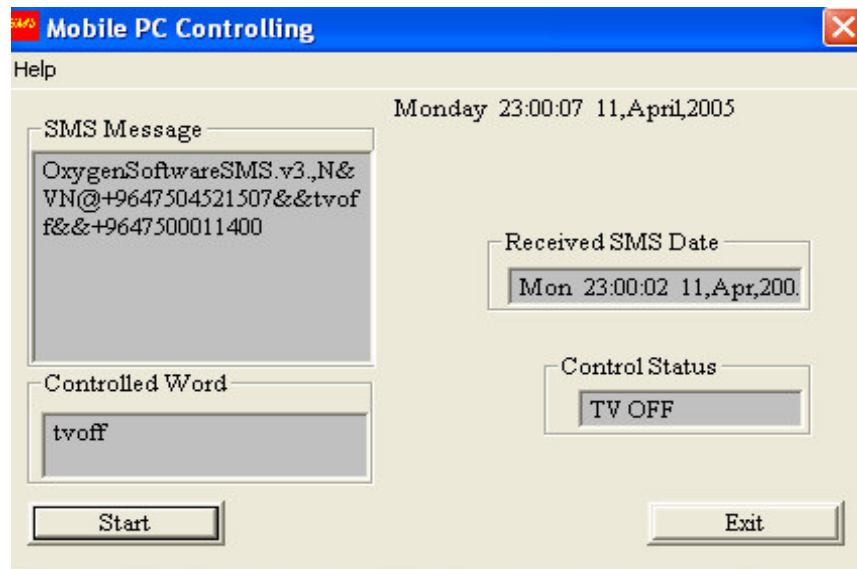 SMS Mobile PC Controlling
Help
Monday 23:00:07 11,April,2005
SMS Message
OxygenSoftwareSMS.v3.,N&
VN@+9647504521507&&tvof
f&&+9647500011400
Received SMS Date
Mon 23:00:02 11,Apr,200.
Control Status
TV OFF
Controlled Word
tvoff
Start
Exit